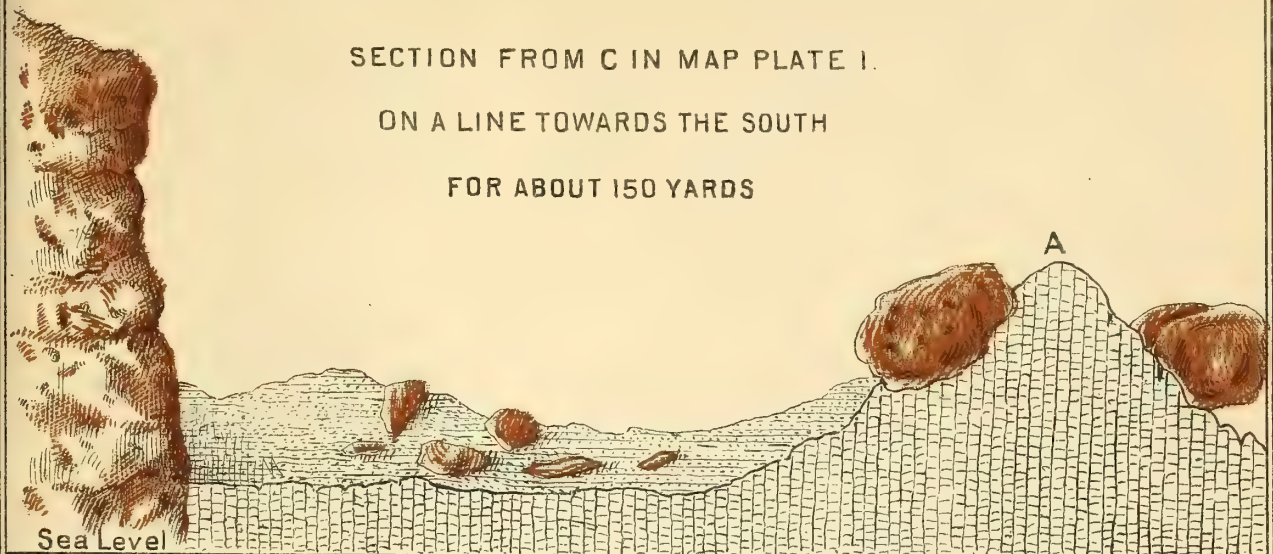 SECTION FROM C IN MAP PLATE I.
ON A LINE TOWARDS THE SOUTH
FOR ABOUT 150 YARDS
A
Sea Level